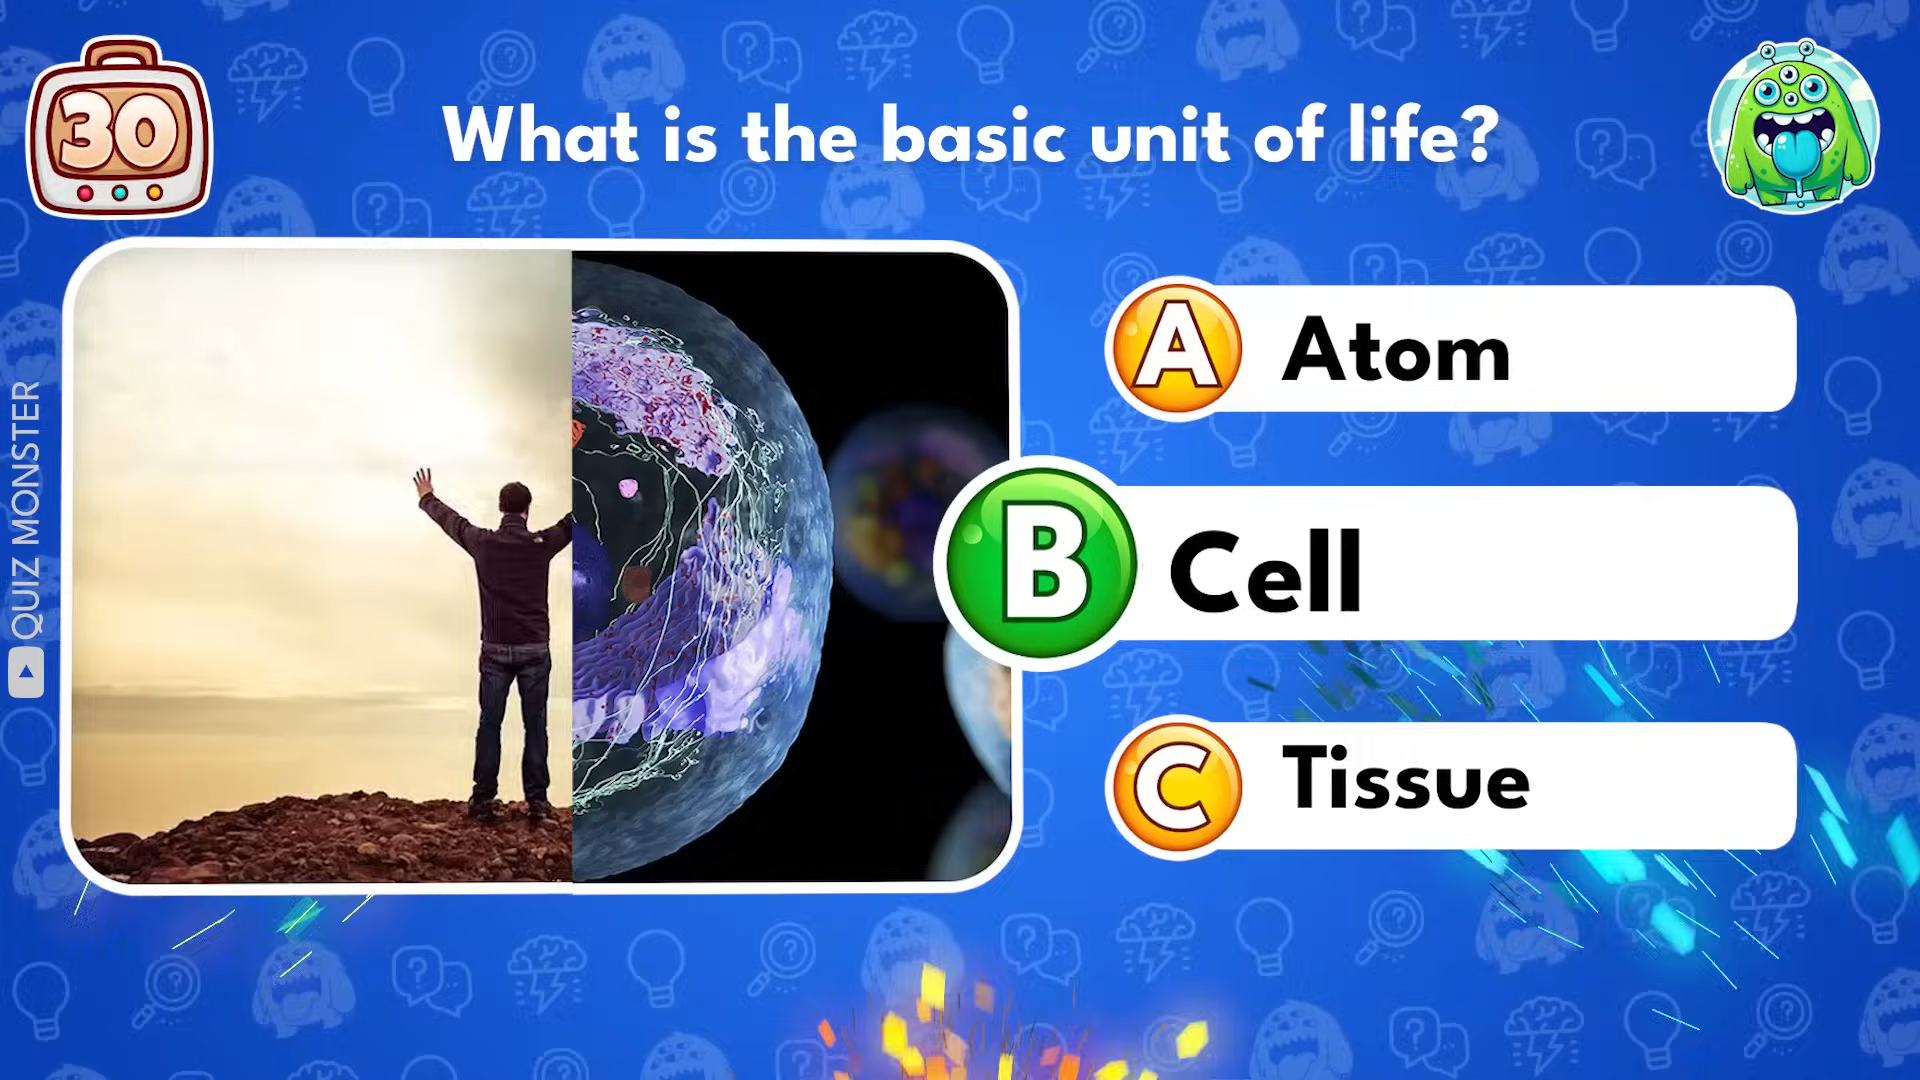 30
What is the basic unit of life?
A Atom
B Cell
C Tissue
QUIZ MONSTER